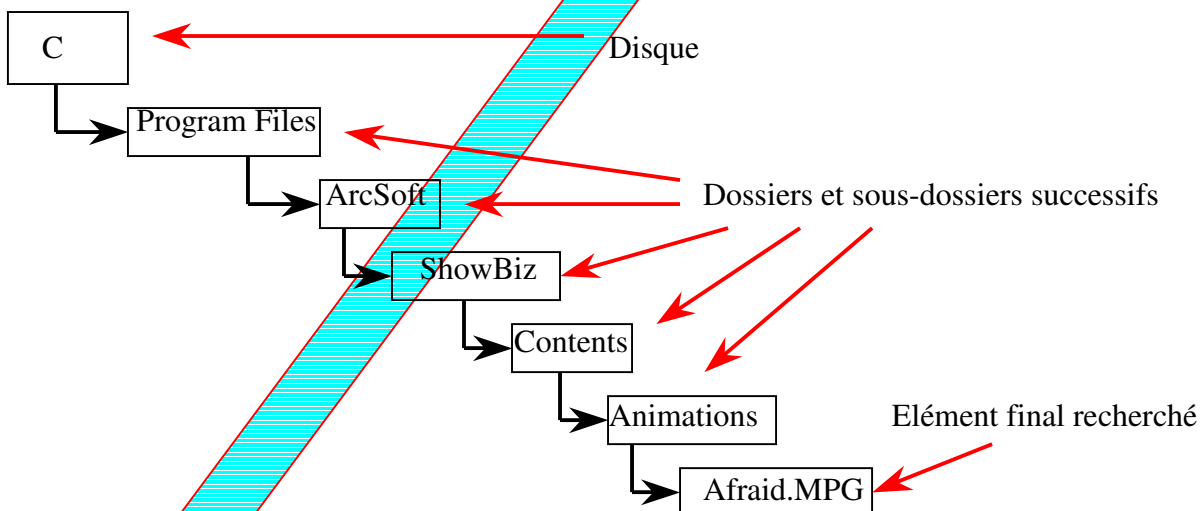 C
Disque
Program Files
ArcSoft
Dossiers et sous-dossiers successifs
ShowBiz
Contents
Animations
Elément final recherché
Afraid.MPG